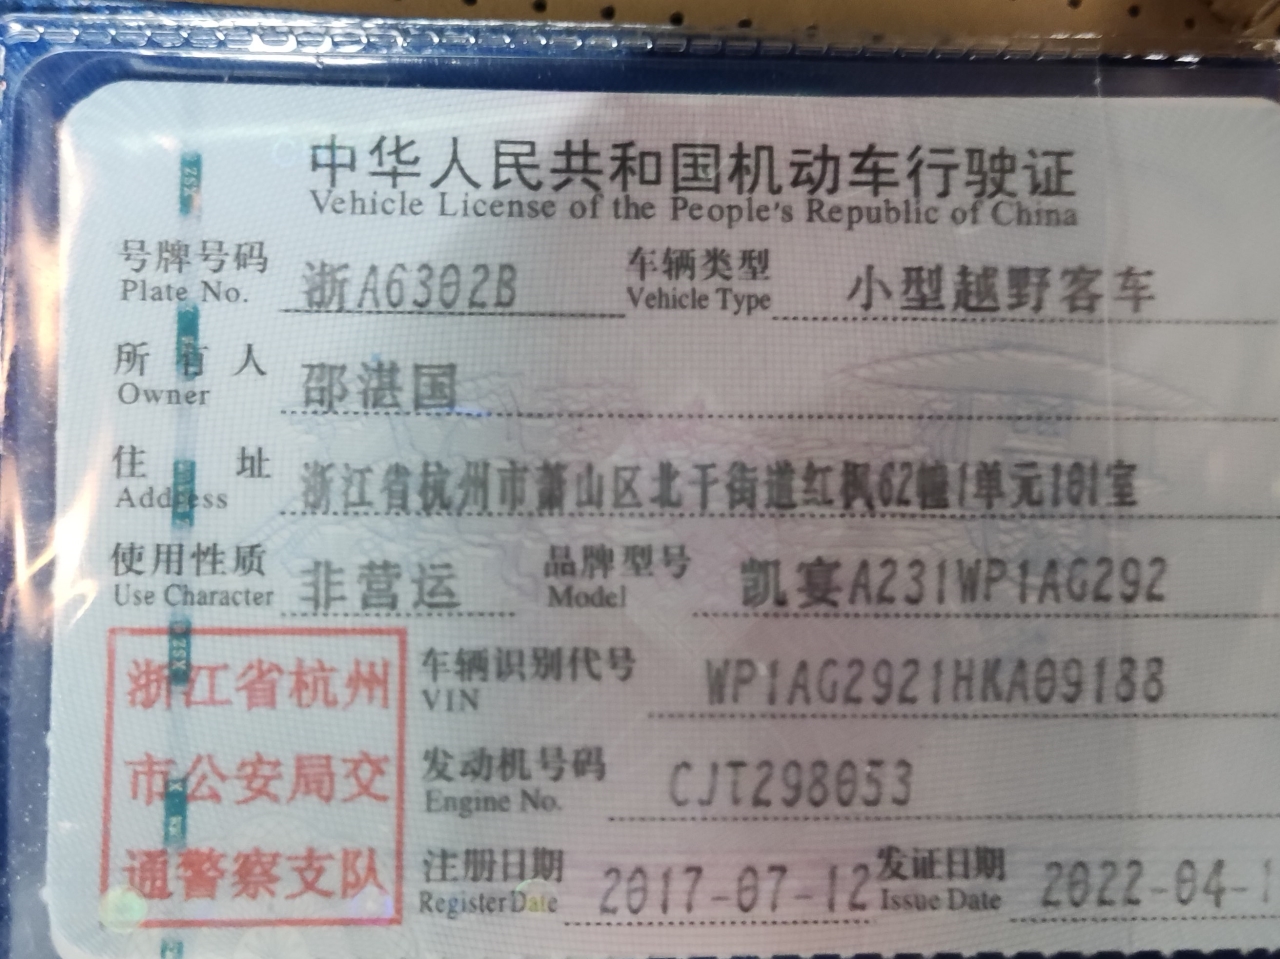 中华人民共和国机动车行驶证
Vehicle License of the People's Republic of China
号牌号码 浙A6302B 车辆类型 小型越野客车
Plate No. Vehicle Type
所有人 邵湛国
Owner
住址 浙江省杭州市萧山区北干街道红枫62幢1单元101室
Address
使用性质 非营运 品牌型号 凯宴A231WP1AG292
Use Character Model
浙江省杭州
市公安局交
通警察支队
车辆识别代号 WP1AG2921HKA09188
VIN
发动机号码 CJT298053
Engine No.
注册日期 2017-07-12 发证日期 2022-04-1
Register Date Issue Date